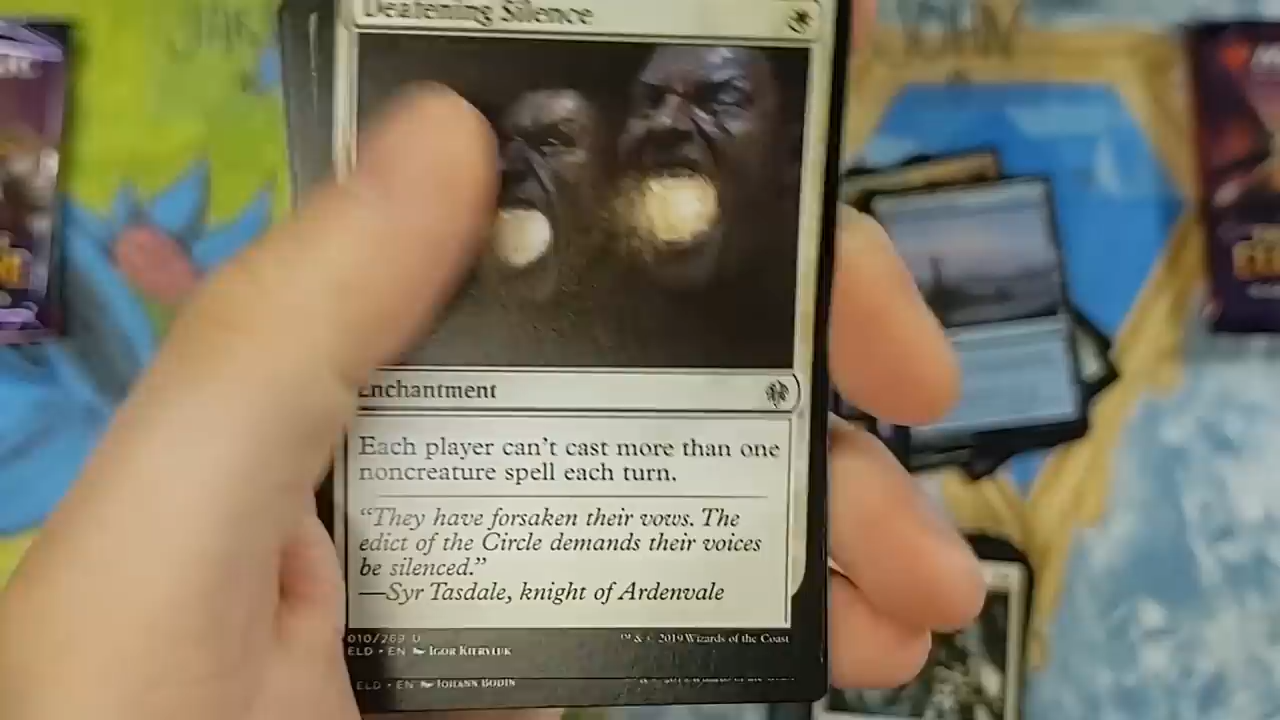 Deafening Silence
Enchantment
Each player can't cast more than one
noncreature spell each turn.
"They have forsaken their vows. The
edict of the Circle demands their voices
be silenced."
—Syr Tasdale, knight of Ardenvale
010/269 U
™ & © 2019 Wizards of the Coast
ELD • EN Igor Kieryluk
ELD • EN Johann Bodin